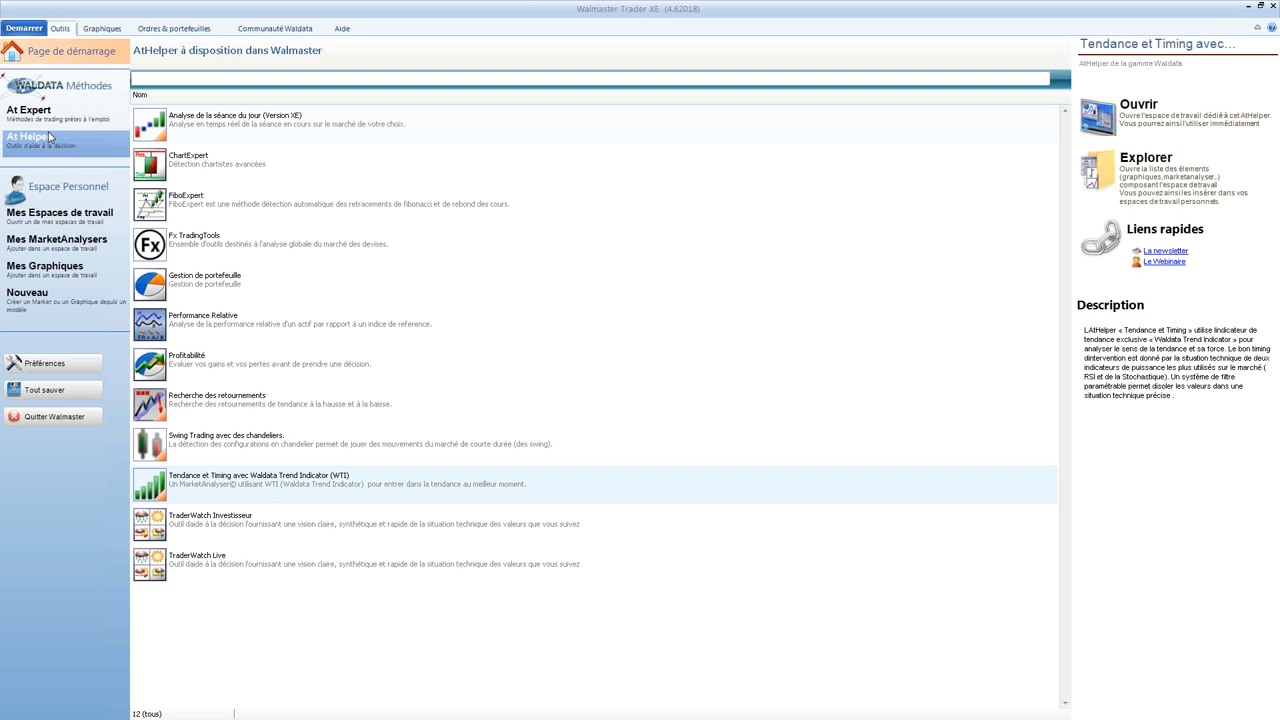 Walmaster Trader XE (4.62018)
Demarrer Outils Graphiques Ordres & portefeuilles Communauté Waldata Aide
Page de démarrage
WALDATA Méthodes
At Expert
Méthodes de trading prêtes à l'emploi
At Helper
Outils d'aide à la décision
Espace Personnel
Mes Espaces de travail
Ouvrir un de mes espaces de travail
Mes MarketAnalysers
Ajouter dans un espace de travail
Mes Graphiques
Ajouter dans un espace de travail
Nouveau
Créer un Market ou un Graphique depuis un
modèle
Préférences
Tout sauver
Quitter Walmaster
AtHelper à disposition dans Walmaster
Nom
Analyse de la séance du jour (Version XE)
Analyse en temps réel de la séance en cours sur le marché de votre choix.
ChartExpert
Détection chartistes avancées
FiboExpert
FiboExpert est une méthode détection automatique des retracements de fibonacci et de rebond des cours.
Fx
Fx TradingTools
Ensemble d'outils destinés à l'analyse globale du marché des devises.
Gestion de portefeuille
Gestion de portefeuille
Performance Relative
Analyse de la performance relative d'un actif par rapport à un indice de reference.
Profitabilité
Evaluer vos gains et vos pertes avant de prendre une décision.
Recherche des retournements
Recherche des retournements de tendance à la hausse et à la baisse.
Swing Trading avec des chandeliers.
La détection des configurations en chandelier permet de jouer des mouvements du marché de courte durée (des swing).
Tendance et Timing avec Waldata Trend Indicator (WTI)
Un MarketAnalyser© utilisant WTI (Waldata Trend Indicator) pour entrer dans la tendance au meilleur moment.
TraderWatch Investisseur
Outil daide à la décision fournissant une vision claire, synthétique et rapide de la situation technique des valeurs que vous suivez
TraderWatch Live
Outil daide à la décision fournissant une vision claire, synthétique et rapide de la situation technique des valeurs que vous suivez
12 (tous)
Tendance et Timing avec...
AtHelper de la gamme Waldata
Ouvrir
Ouvre l'espace de travail dédié à cet AtHelper.
Vous pourrez ainsi l'utiliser immédiatement
Explorer
Ouvre la liste des élements
(graphiques,marketanalyser..)
composant l'espace de travail
Vous pouvez ainsi les insérer dans vos
espaces de travail personnels.
Liens rapides
La newsletter
Le Webinaire
Description
LAtHelper « Tendance et Timing » utilise lindicateur de
tendance exclusive « Waldata Trend Indicator » pour
analyser le sens de la tendance et sa force. Le bon timing
dintervention est donné par la situation technique de deux
indicateurs de puissance les plus utilisés sur le marché (
RSI et de la Stochastique). Un système de filtre
paramétrable permet disoler les valeurs dans une
situation technique précise .